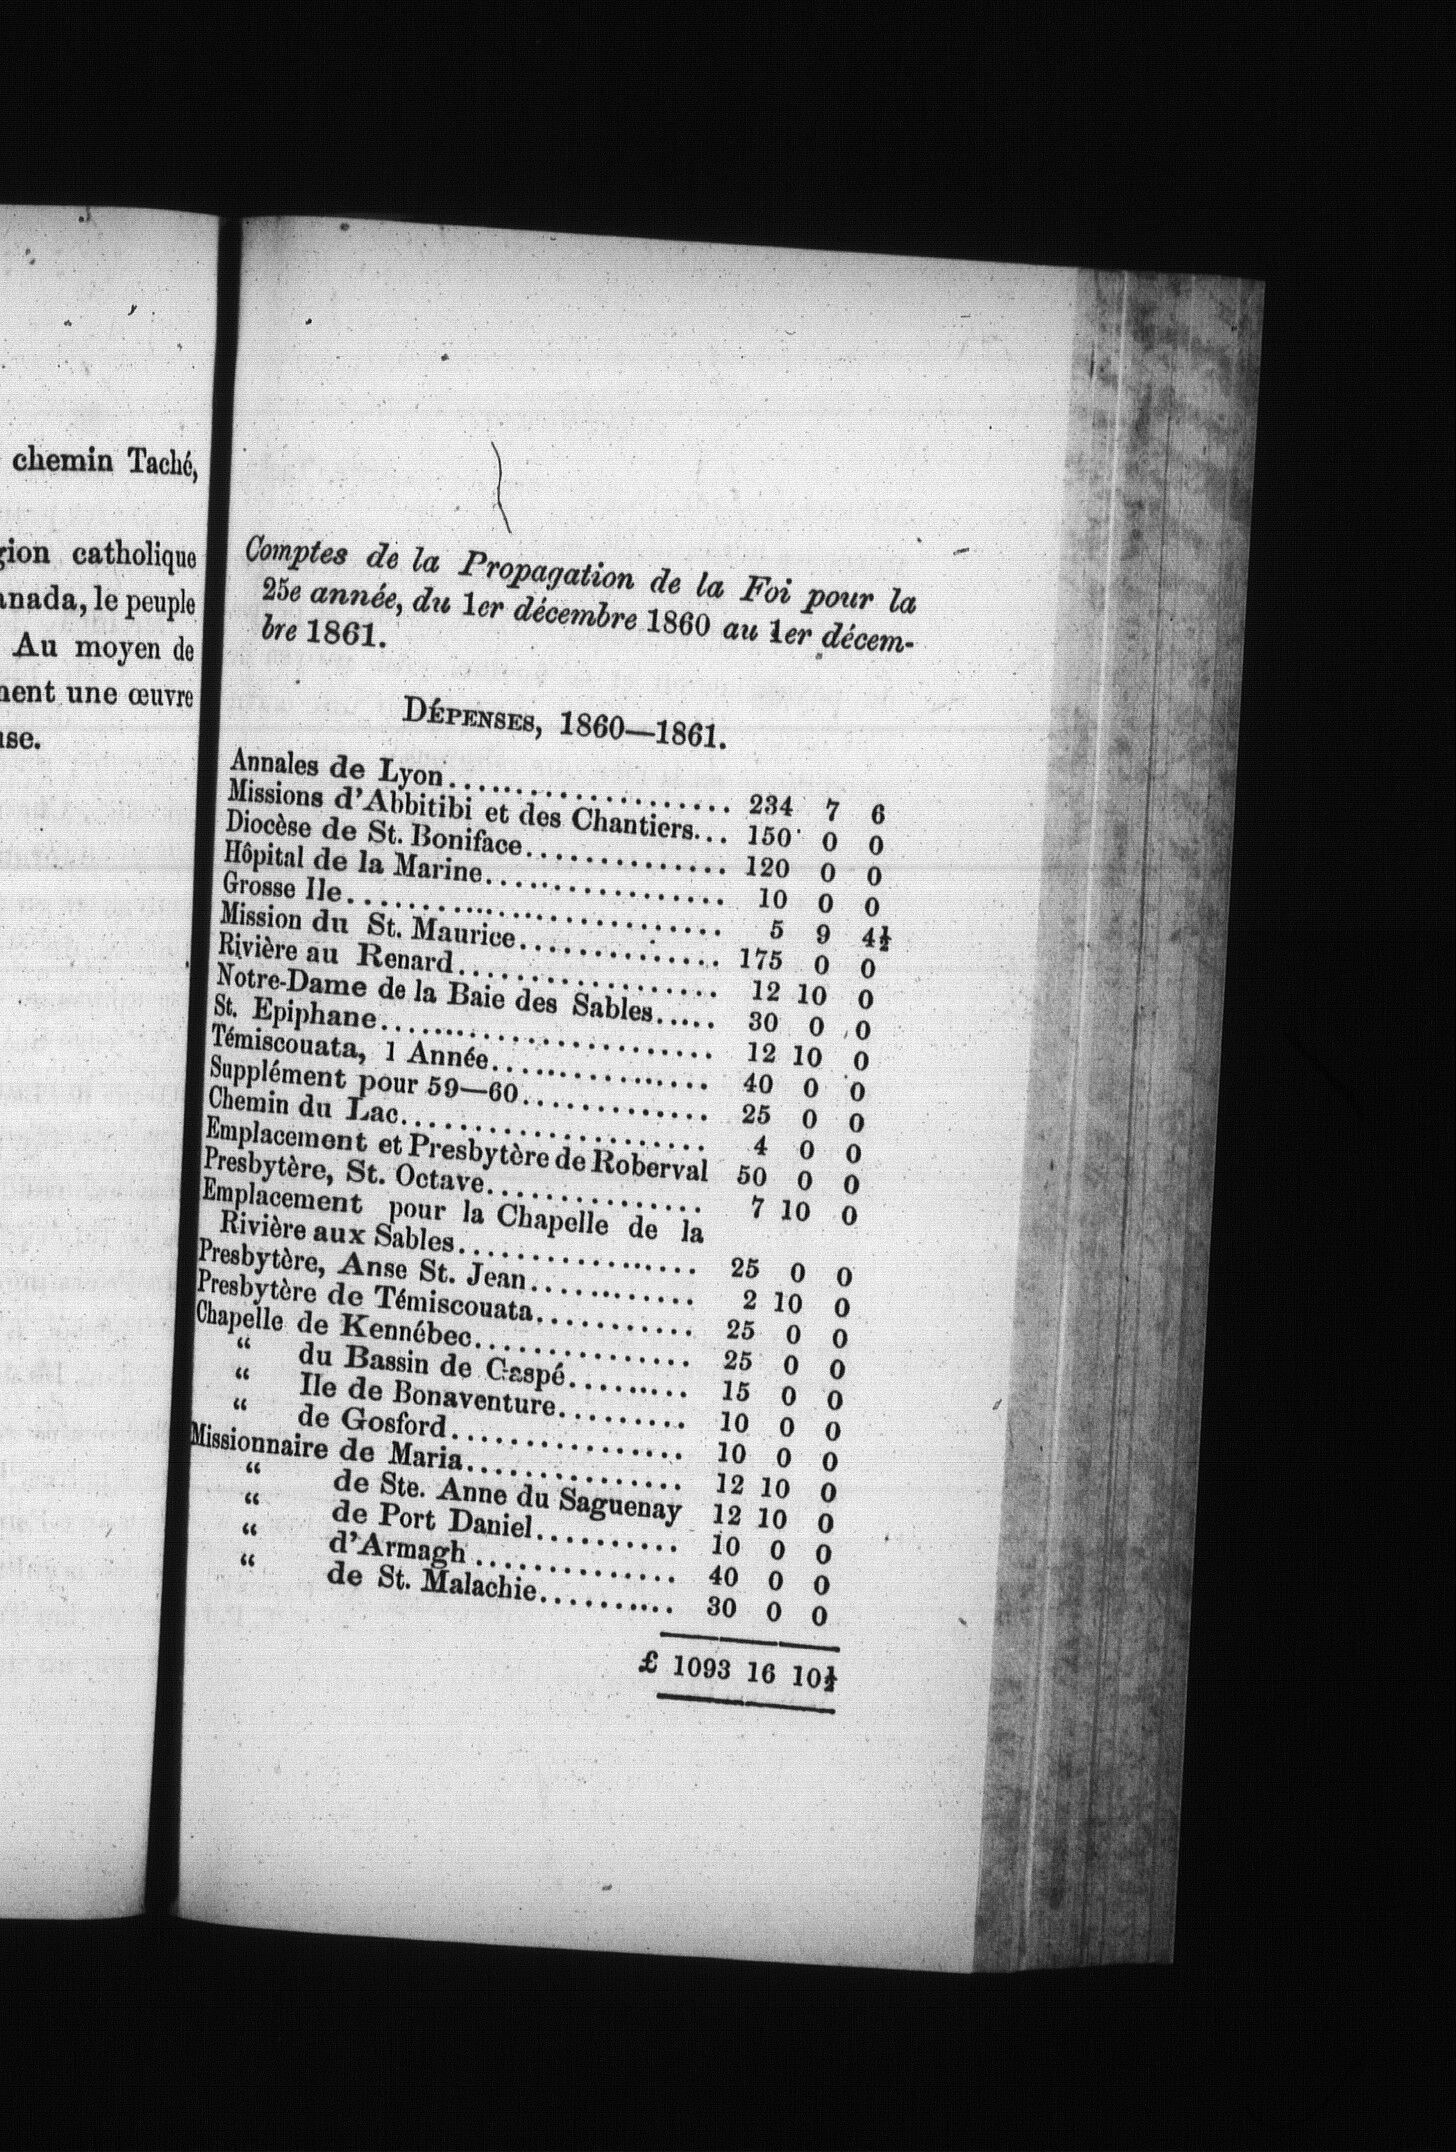 chemin Taché,
gion catholique
anada, le peuple
Au moyen de
ment une œuvre
use.
Comptes de la Propagation de la Foi pour la
25e année, du 1er décembre 1860 au 1er décem-
bre 1861.
DÉPENSES, 1860—1861.
Annales de Lyon.................... 234 7 6
Missions d'Abbitibi et des Chantiers... 150 0 0
Diocèse de St. Boniface.............. 120 0 0
Hôpital de la Marine................. 10 0 0
Grosse Ile.......................... 5 9 4½
Mission du St. Maurice.............. 175 0 0
Rivière au Renard................... 12 10 0
Notre-Dame de la Baie des Sables..... 30 0 0
St. Epiphane........................ 12 10 0
Témiscouata, 1 Année................ 40 0 0
Supplément pour 59—60............. 25 0 0
Chemin du Lac...................... 4 0 0
Emplacement et Presbytère de Roberval 50 0 0
Presbytère, St. Octave................ 7 10 0
Emplacement pour la Chapelle de la
Rivière aux Sables................. 25 0 0
Presbytère, Anse St. Jean............ 2 10 0
Presbytère de Témiscouata........... 25 0 0
Chapelle de Kennébec................ 25 0 0
“ du Bassin de Gaspé......... 15 0 0
“ Ile de Bonaventure......... 10 0 0
“ de Gosford................. 10 0 0
Missionnaire de Maria............... 12 10 0
“ de Ste. Anne du Saguenay 12 10 0
“ de Port Daniel.......... 10 0 0
“ d'Armagh .............. 40 0 0
“ de St. Malachie.......... 30 0 0
£ 1093 16 10½